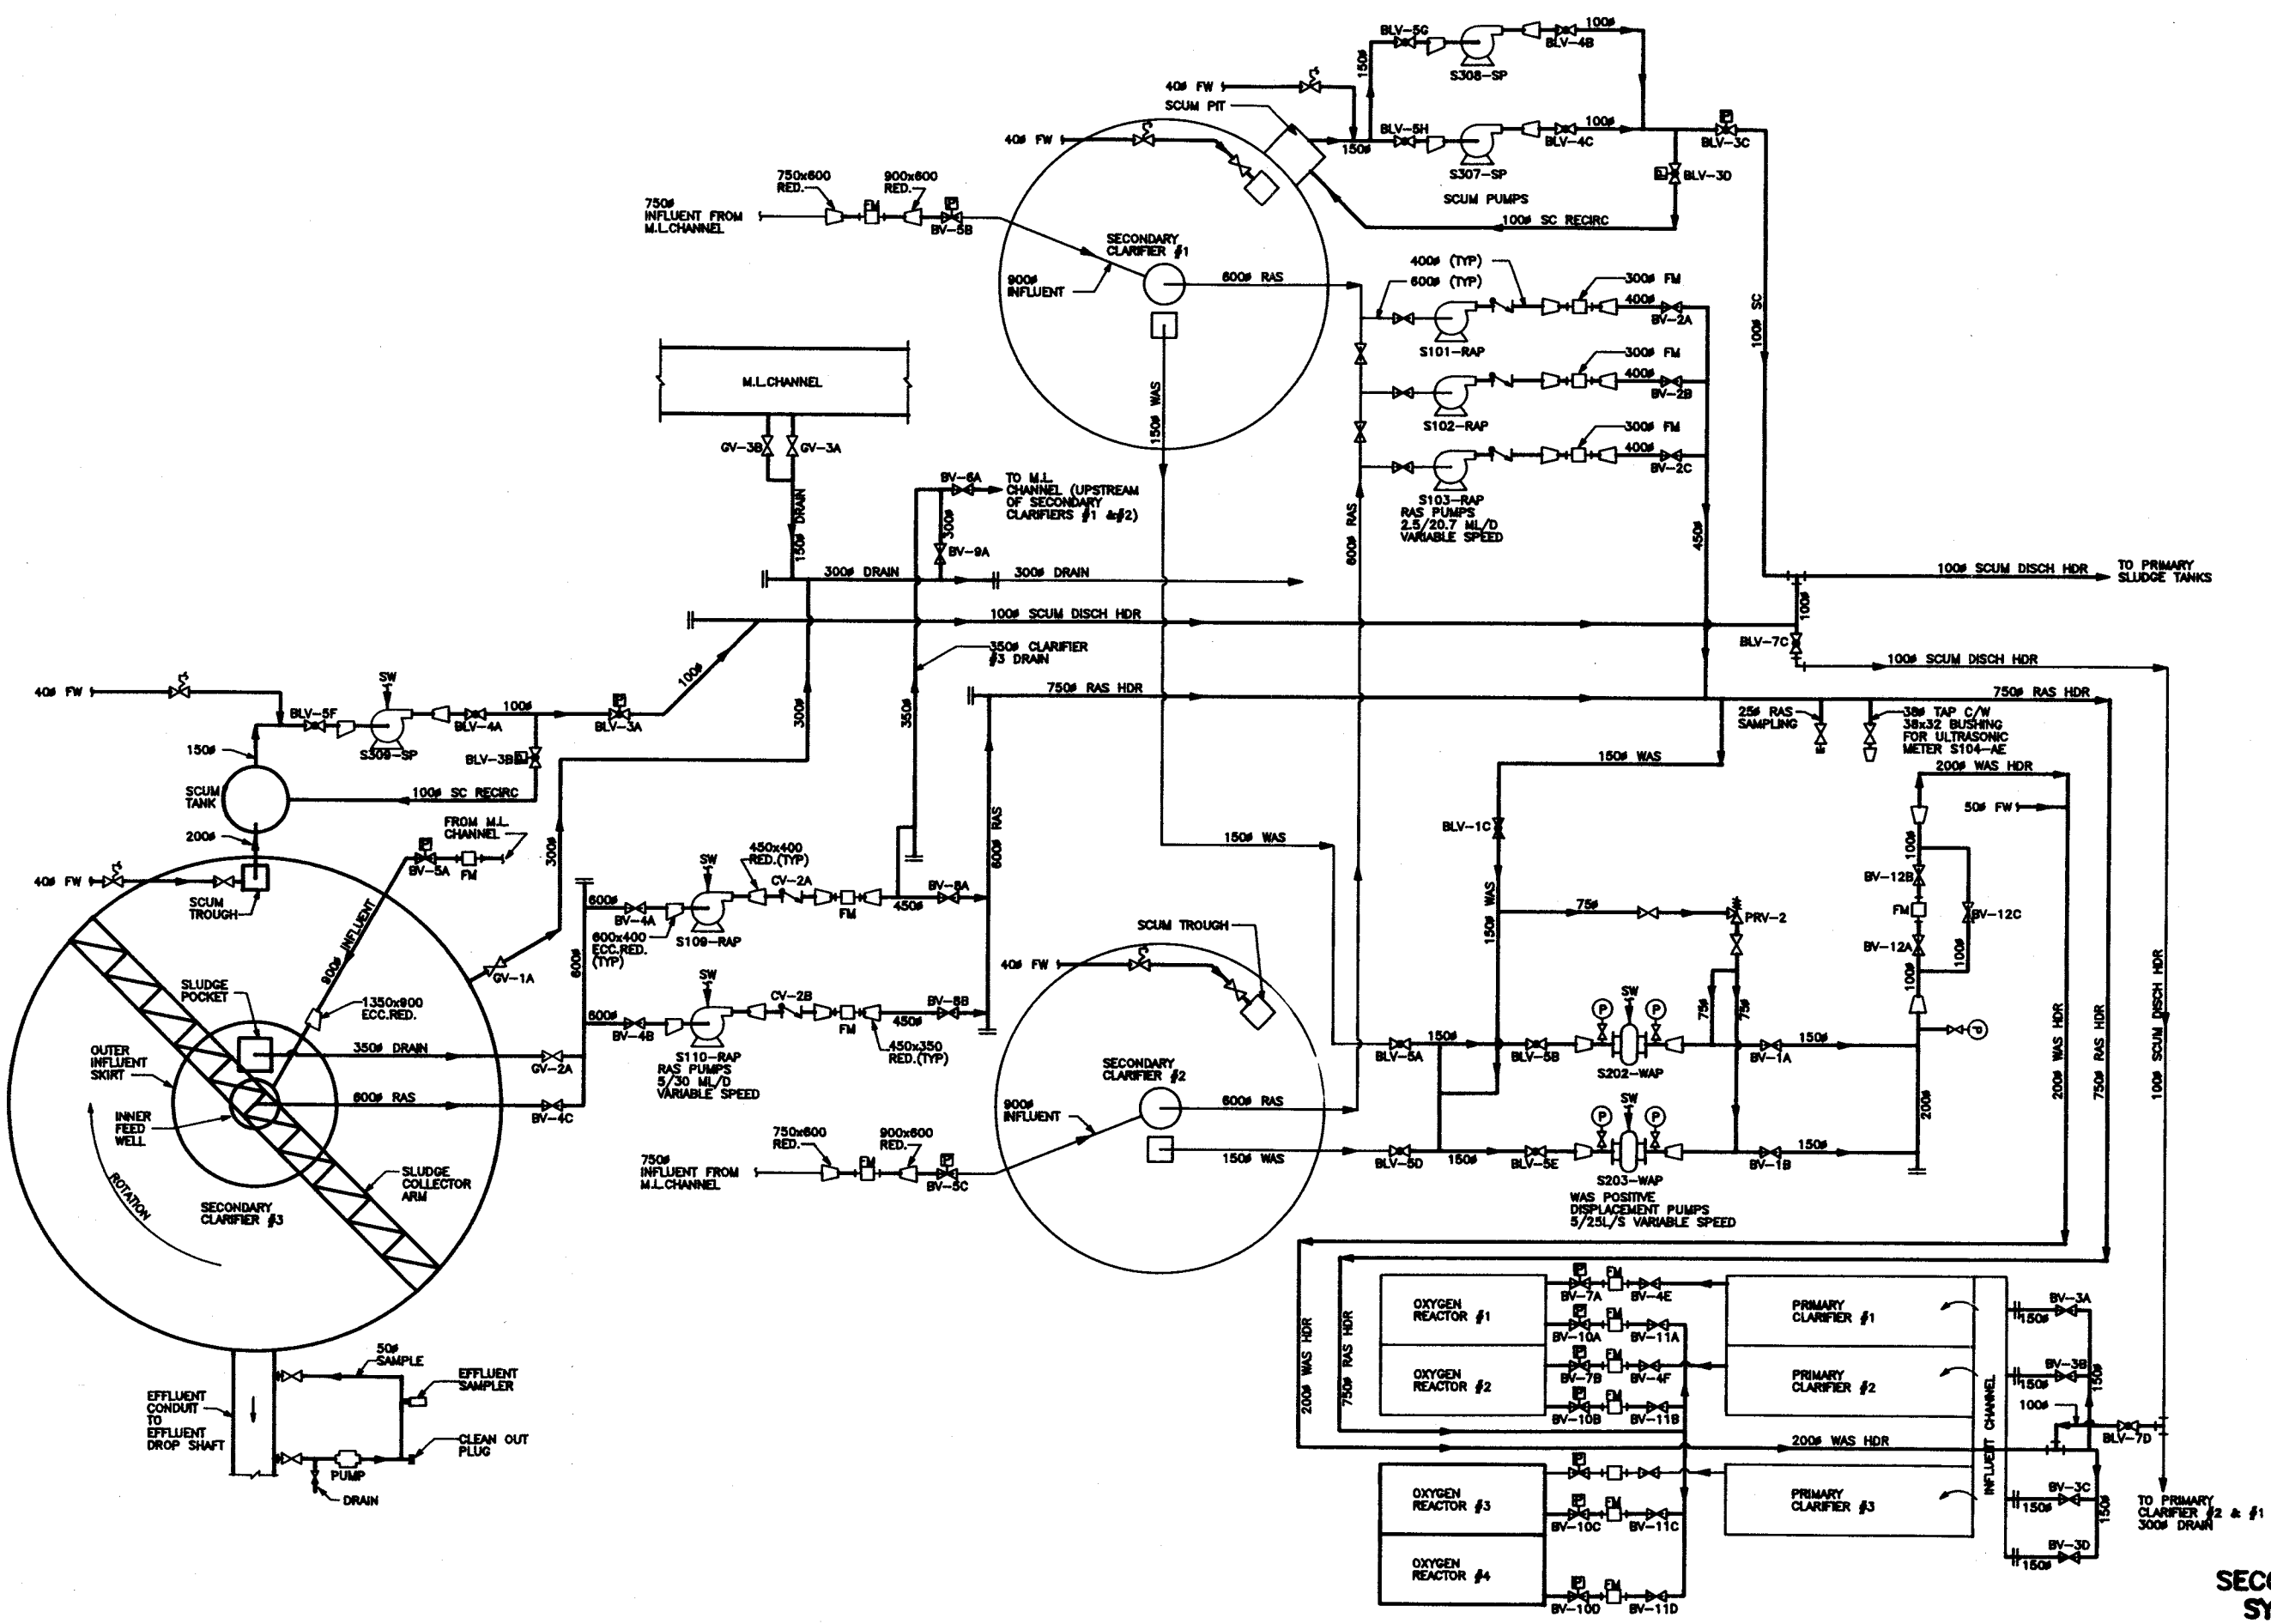 BLV-5G
100ø
BLV-4B
150ø
S308-SP
40ø FW
SCUM PIT
BLV-5H
100ø
BLV-4C
BLV-3C
40ø FW
150ø
S307-SP
BLV-3D
SCUM PUMPS
100ø SC RECIRC
750x600
RED.
900x600
RED.
FM
P
750ø
INFLUENT FROM
M.L.CHANNEL
BV-5B
SECONDARY
CLARIFIER #1
900ø
INFLUENT
600ø RAS
400ø (TYP)
600ø (TYP)
300ø FM
400ø
BV-2A
S101-RAP
300ø FM
400ø
BV-2B
S102-RAP
300ø FM
400ø
BV-2C
S103-RAP
RAS PUMPS
2.5/20.7 ML/D
VARIABLE SPEED
100ø SC
M.L.CHANNEL
GV-3B
GV-3A
150ø DRAIN
150ø WAS
BV-6A
TO M.L.
CHANNEL (UPSTREAM
OF SECONDARY
CLARIFIERS #1 &#2)
300ø
BV-9A
600ø RAS
450ø
300ø DRAIN
300ø DRAIN
100ø SCUM DISCH HDR
TO PRIMARY
SLUDGE TANKS
100ø SCUM DISCH HDR
100ø
BLV-7C
100ø SCUM DISCH HDR
350ø CLARIFIER
#3 DRAIN
100ø
40ø FW
SW
BLV-5F
100ø
BLV-4A
BLV-3A
S309-SP
BLV-3B
150ø
SCUM
TANK
100ø SC RECIRC
200ø
300ø
350ø
750ø RAS HDR
750ø RAS HDR
25ø RAS
SAMPLING
38ø TAP C/W
38x32 BUSHING
FOR ULTRASONIC
METER S104-AE
150ø WAS
200ø WAS HDR
50ø FW
FROM M.L.
CHANNEL
BV-5A
FM
40ø FW
SCUM
TROUGH
300ø
600ø RAS
150ø WAS
BLV-1C
100ø
BV-12B
FM
BV-12C
BV-12A
100ø
100ø
450x400
RED.(TYP)
SW
CV-2A
BV-8A
600ø
BV-4A
FM
450ø
600x400
ECC.RED.
(TYP)
S109-RAP
150ø WAS
75ø
PRV-2
SCUM TROUGH
40ø FW
900ø INFLUENT
GV-1A
600ø
SLUDGE
POCKET
1350x900
ECC.RED.
SW
CV-2B
BV-8B
600ø
BV-4B
FM
450ø
S110-RAP
RAS PUMPS
5/30 ML/D
VARIABLE SPEED
450x350
RED.(TYP)
OUTER
INFLUENT
SKIRT
350ø DRAIN
GV-2A
600ø RAS
BV-4C
INNER
FEED
WELL
ROTATION
SECONDARY
CLARIFIER #3
SLUDGE
COLLECTOR
ARM
P
SW
P
75ø
75ø
P
150ø
BLV-5A
BLV-5B
S202-WAP
BV-1A
150ø
SECONDARY
CLARIFIER #2
900ø
INFLUENT
600ø RAS
P
SW
P
200ø
150ø WAS
BLV-5D
150ø
BLV-5E
S203-WAP
BV-1B
150ø
WAS POSITIVE
DISPLACEMENT PUMPS
5/25L/S VARIABLE SPEED
200ø WAS HDR
750ø RAS HDR
100ø SCUM DISCH HDR
750x600
RED.
900x600
RED.
FM
P
750ø
INFLUENT FROM
M.L.CHANNEL
BV-5C
200ø WAS HDR
750ø RAS HDR
OXYGEN
REACTOR #1
BV-7A
FM
BV-4E
BV-10A
FM
BV-11A
PRIMARY
CLARIFIER #1
BV-3A
150ø
OXYGEN
REACTOR #2
BV-7B
FM
BV-4F
BV-10B
FM
BV-11B
PRIMARY
CLARIFIER #2
INFLUENT CHANNEL
BV-3B
150ø
150ø
100ø
BLV-7D
200ø WAS HDR
OXYGEN
REACTOR #3
BV-10C
FM
BV-11C
PRIMARY
CLARIFIER #3
BV-3C
150ø
150ø
OXYGEN
REACTOR #4
BV-10D
FM
BV-11D
BV-3D
150ø
TO PRIMARY
CLARIFIER #2 & #1
300ø DRAIN
50ø
SAMPLE
EFFLUENT
SAMPLER
EFFLUENT
CONDUIT
TO
EFFLUENT
DROP SHAFT
CLEAN OUT
PLUG
PUMP
DRAIN
SECO
SY